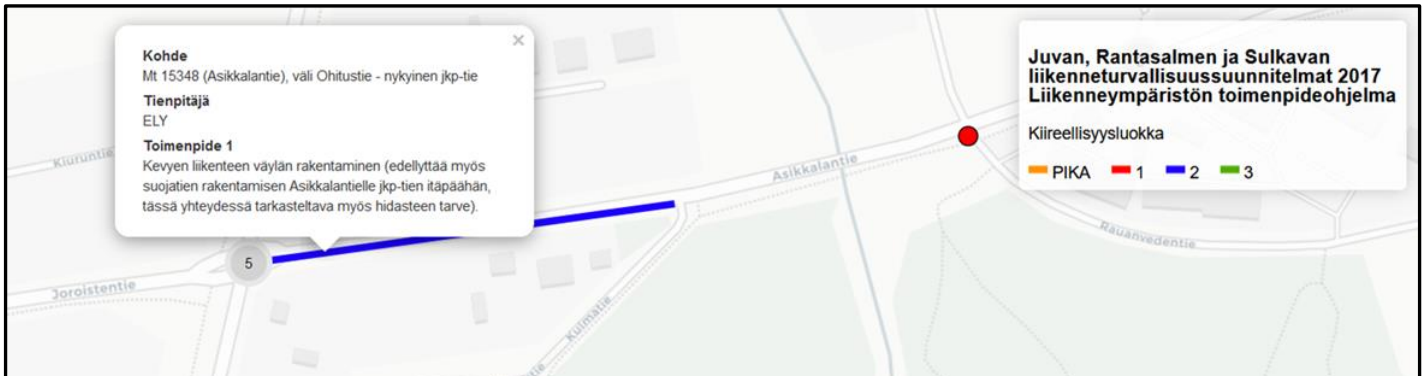 ×
Kohde
Mt 15348 (Asikkalantie), väli Ohitustie - nykyinen jkp-tie
Tienpitäjä
ELY
Toimenpide 1
Kevyen liikenteen väylän rakentaminen (edellyttää myös
suojatien rakentamisen Asikkalantielle jkp-tien itäpäähän,
tässä yhteydessä tarkasteltava myös hidasteen tarve).
Juvan, Rantasalmen ja Sulkavan
liikenneturvallisuussuunnitelmat 2017
Liikenneympäristön toimenpideohjelma
Kiireellisyysluokka
PIKA 1 2 3
Kiuruntie
Asikkalantie
Rauanvedentie
5
Joroistentie
Kulmatie
tie